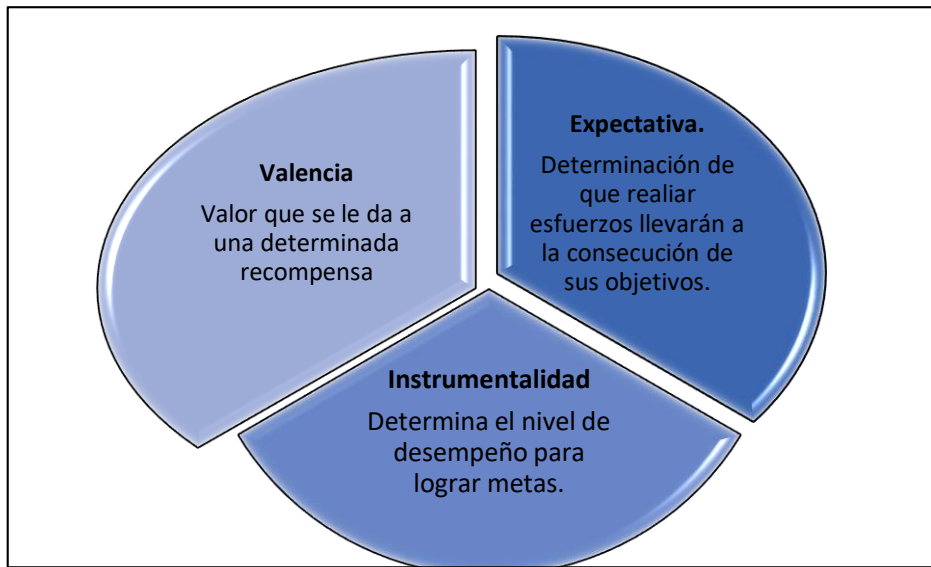 Valencia
Valor que se le da a
una determinada
recompensa
Expectativa.
Determinación de
que realiar
esfuerzos llevarán a
la consecución de
sus objetivos.
Instrumentalidad
Determina el nivel de
desempeño para
lograr metas.